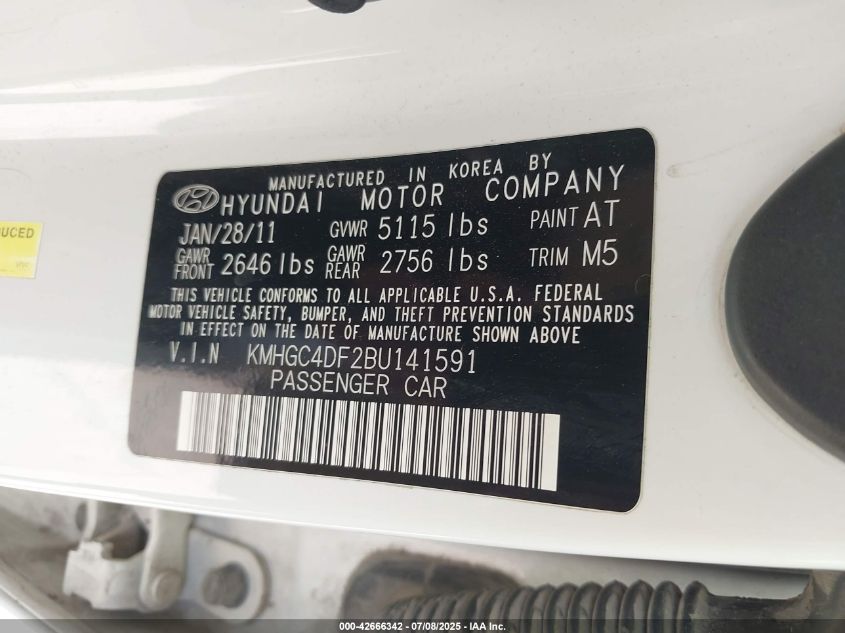 MANUFACTURED IN KOREA BY
HYUNDAI MOTOR COMPANY
JAN/28/11 GVWR 5115 lbs PAINT AT
GAWR FRONT 2646 lbs GAWR REAR 2756 lbs TRIM M5
THIS VEHICLE CONFORMS TO ALL APPLICABLE U.S.A. FEDERAL
MOTOR VEHICLE SAFETY, BUMPER, AND THEFT PREVENTION STANDARDS
IN EFFECT ON THE DATE OF MANUFACTURE SHOWN ABOVE
V.I.N KMHGC4DF2BU141591
PASSENGER CAR
UCED
000-42666342 - 07/08/2025 - IAA Inc.